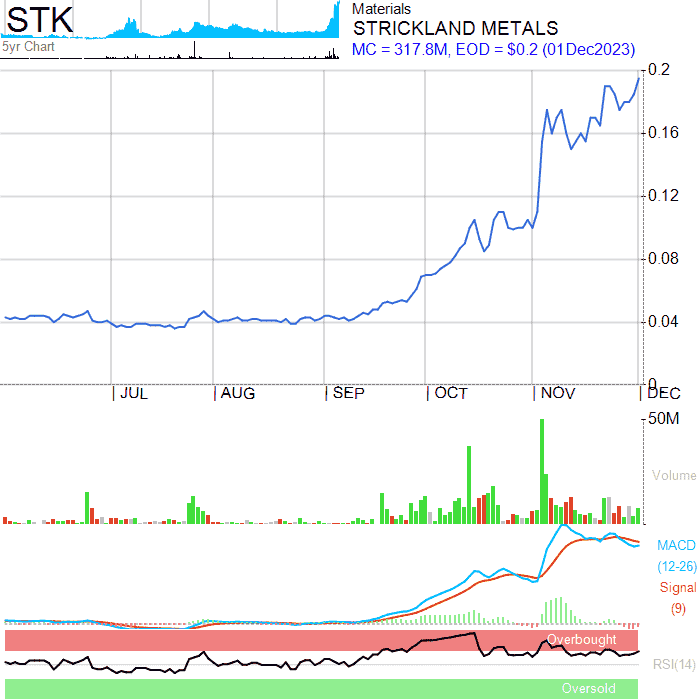 STK
5yr Chart
Materials
STRICKLAND METALS
MC = 317.8M, EOD = $0.2 (01Dec2023)
0.2
0.16
0.12
0.08
0.04
0
JUL AUG SEP OCT NOV DEC
50M
Volume
MACD
(12-26)
Signal
(9)
Overbought
RSI(14)
Oversold